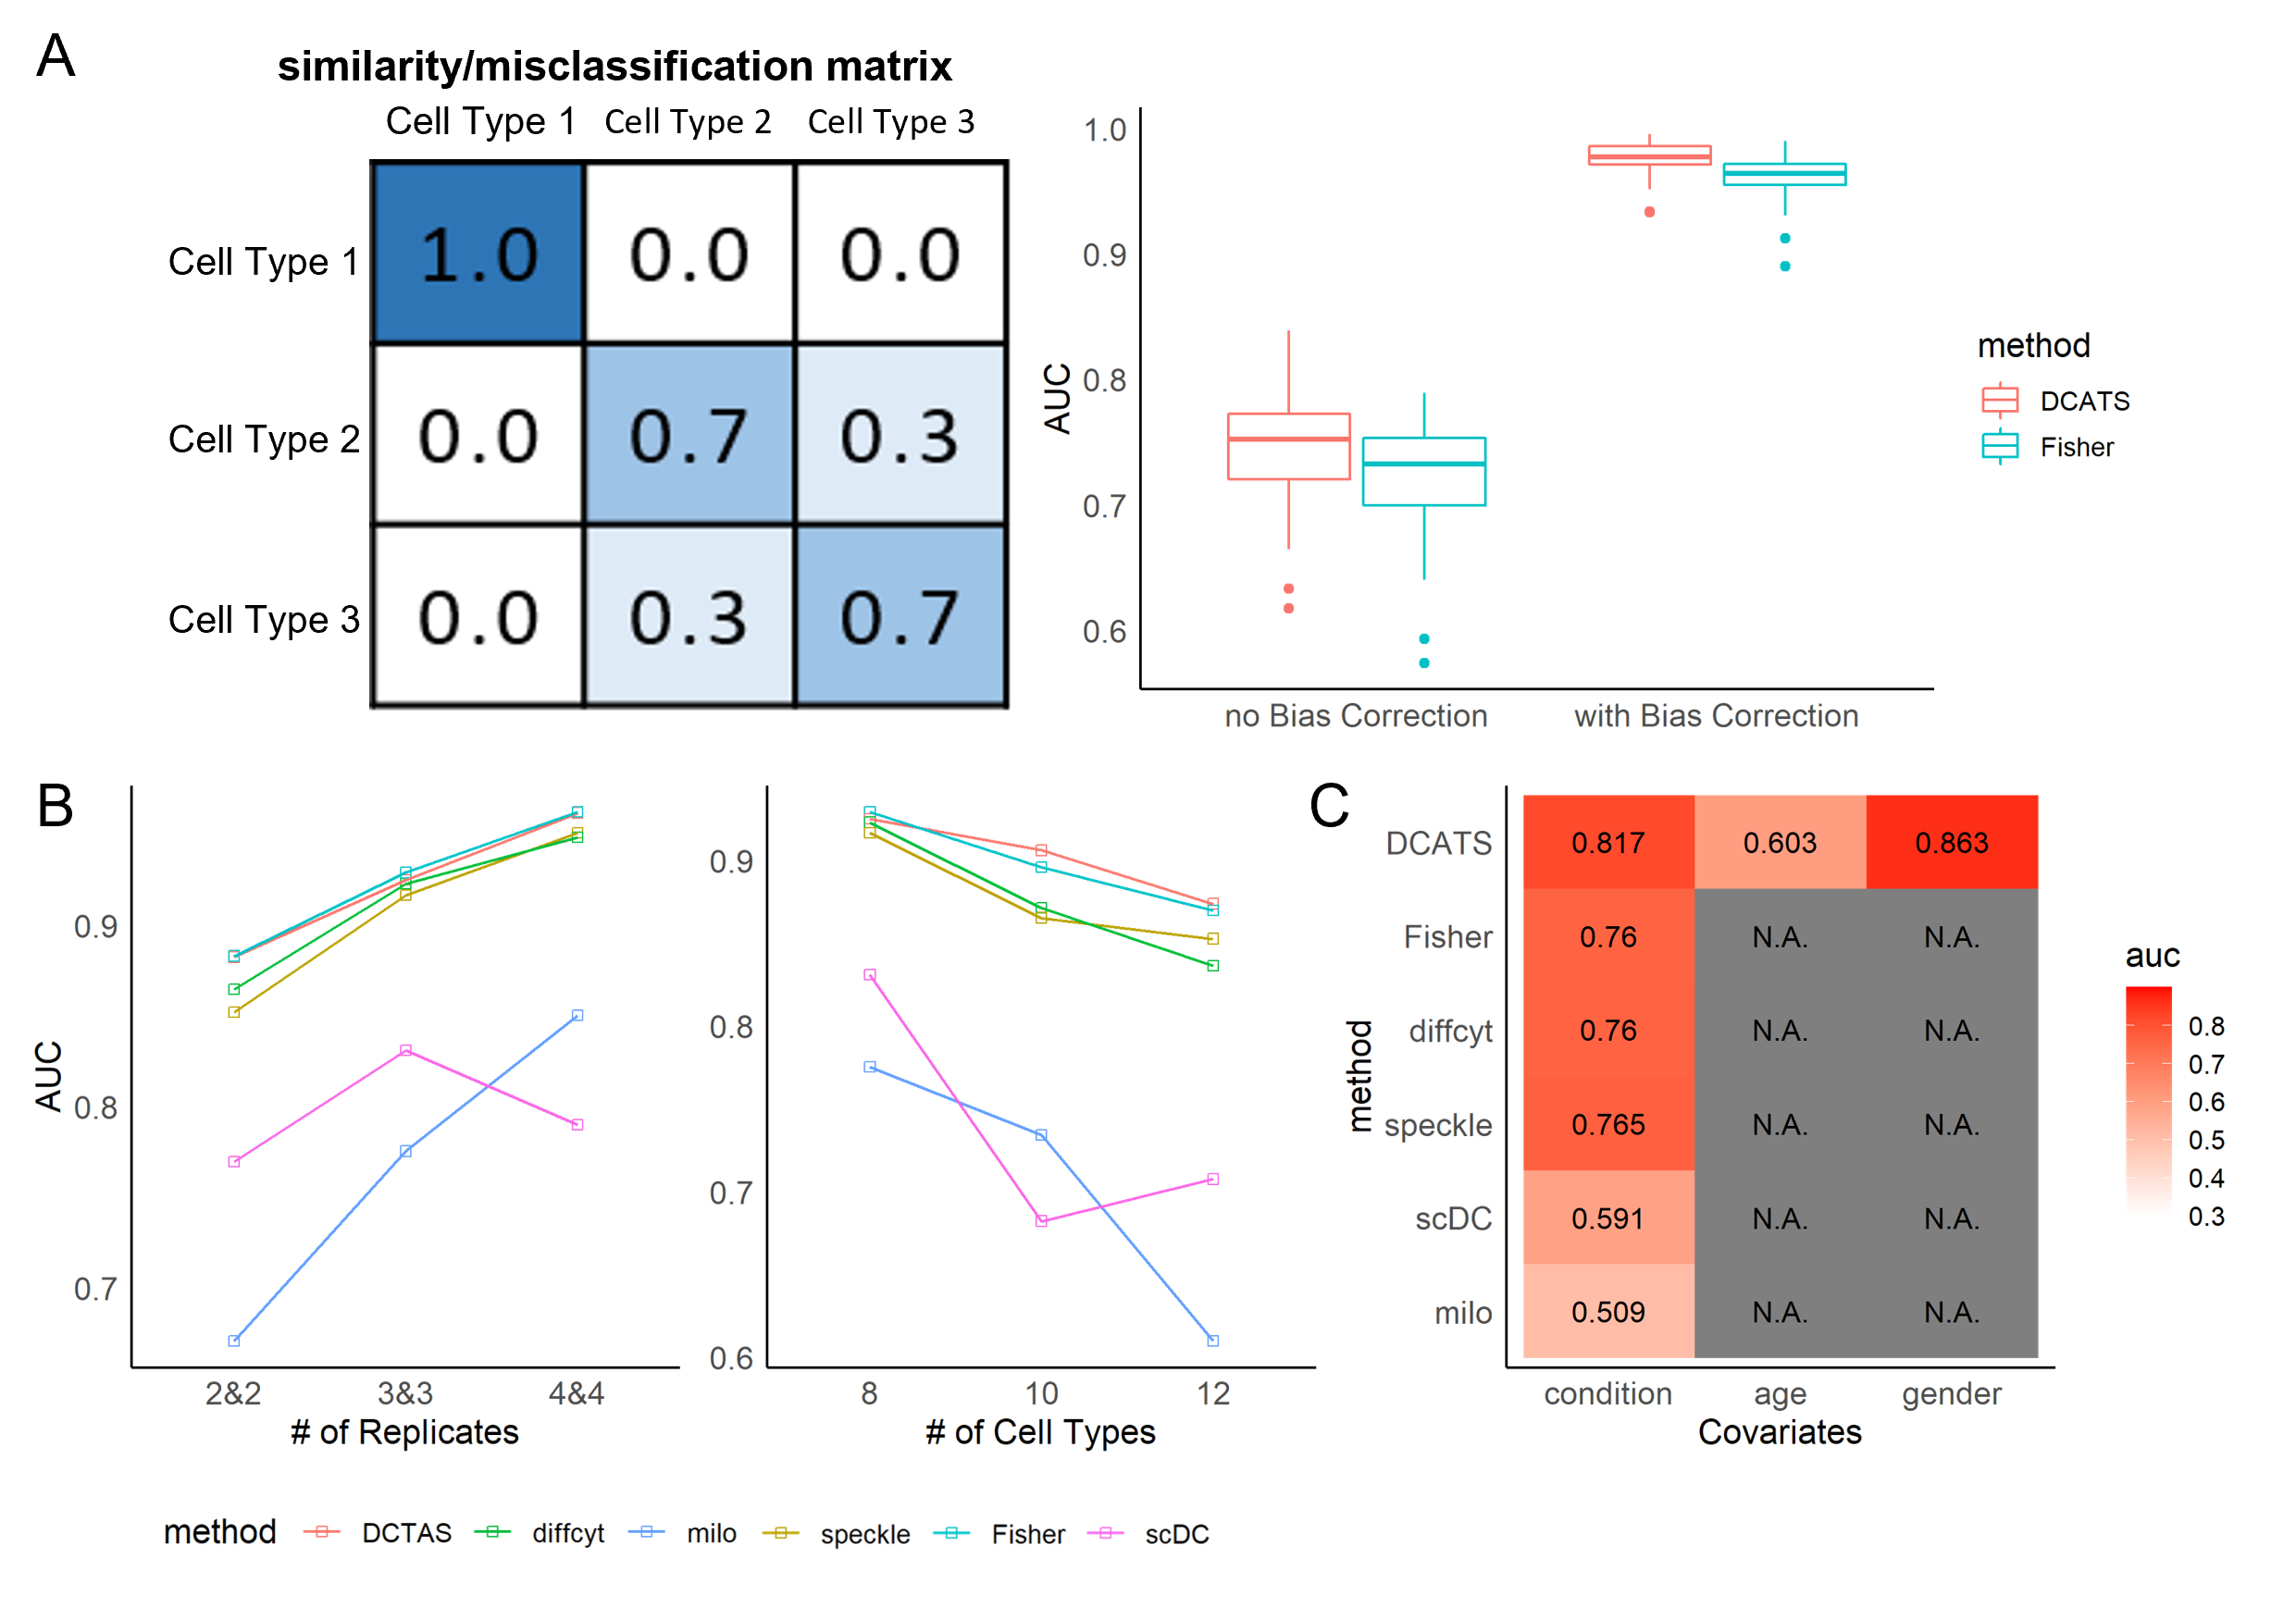 A
similarity/misclassification matrix
Cell Type 1 Cell Type 2 Cell Type 3
Cell Type 1 1.0 0.0 0.0
Cell Type 2 0.0 0.7 0.3
Cell Type 3 0.0 0.3 0.7
AUC
1.0
0.9
0.8
0.7
0.6
no Bias Correction with Bias Correction
method
DCATS
Fisher
B
AUC
0.9
0.8
0.7
2&2 3&3 4&4
# of Replicates
0.9
0.8
0.7
0.6
8 10 12
# of Cell Types
method DCTAS diffcyt milo speckle Fisher scDC
C
method
DCATS 0.817 0.603 0.863
Fisher 0.76 N.A. N.A.
diffcyt 0.76 N.A. N.A.
speckle 0.765 N.A. N.A.
scDC 0.591 N.A. N.A.
milo 0.509 N.A. N.A.
condition age gender
Covariates
auc
0.8
0.7
0.6
0.5
0.4
0.3